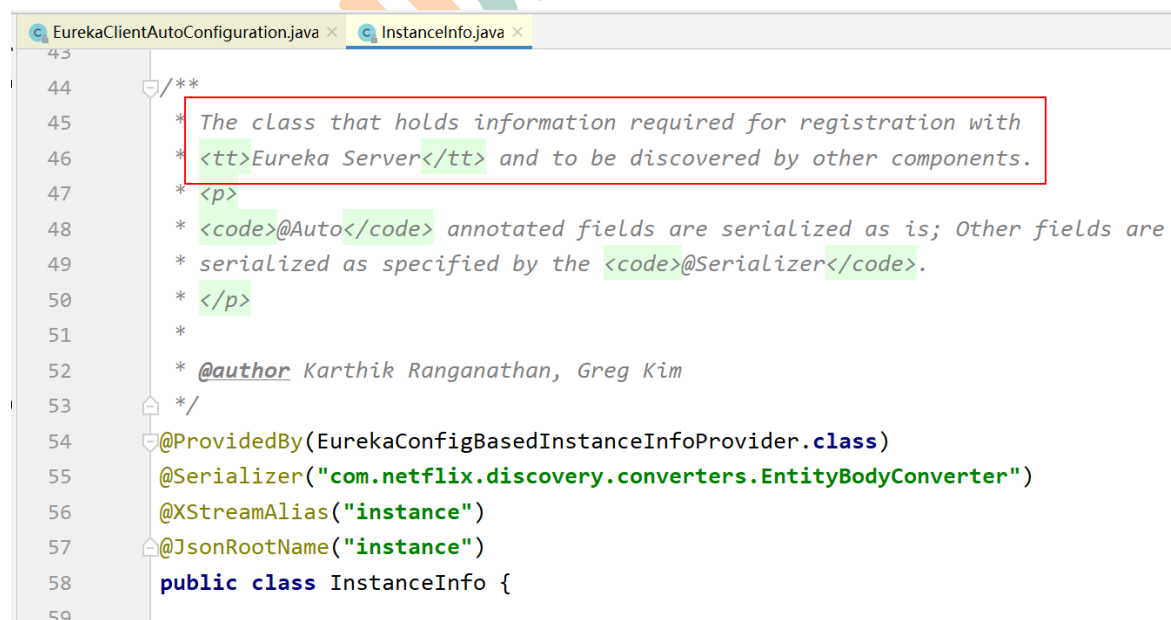 EurekaClientAutoConfiguration.java InstanceInfo.java
43
44 /**
45 * The class that holds information required for registration with
46 * <tt>Eureka Server</tt> and to be discovered by other components.
47 * <p>
48 * <code>@Auto</code> annotated fields are serialized as is; Other fields are
49 * serialized as specified by the <code>@Serializer</code>.
50 * </p>
51 *
52 * @author Karthik Ranganathan, Greg Kim
53 */
54 @ProvidedBy(EurekaConfigBasedInstanceInfoProvider.class)
55 @Serializer("com.netflix.discovery.converters.EntityBodyConverter")
56 @XStreamAlias("instance")
57 @JsonRootName("instance")
58 public class InstanceInfo {
59